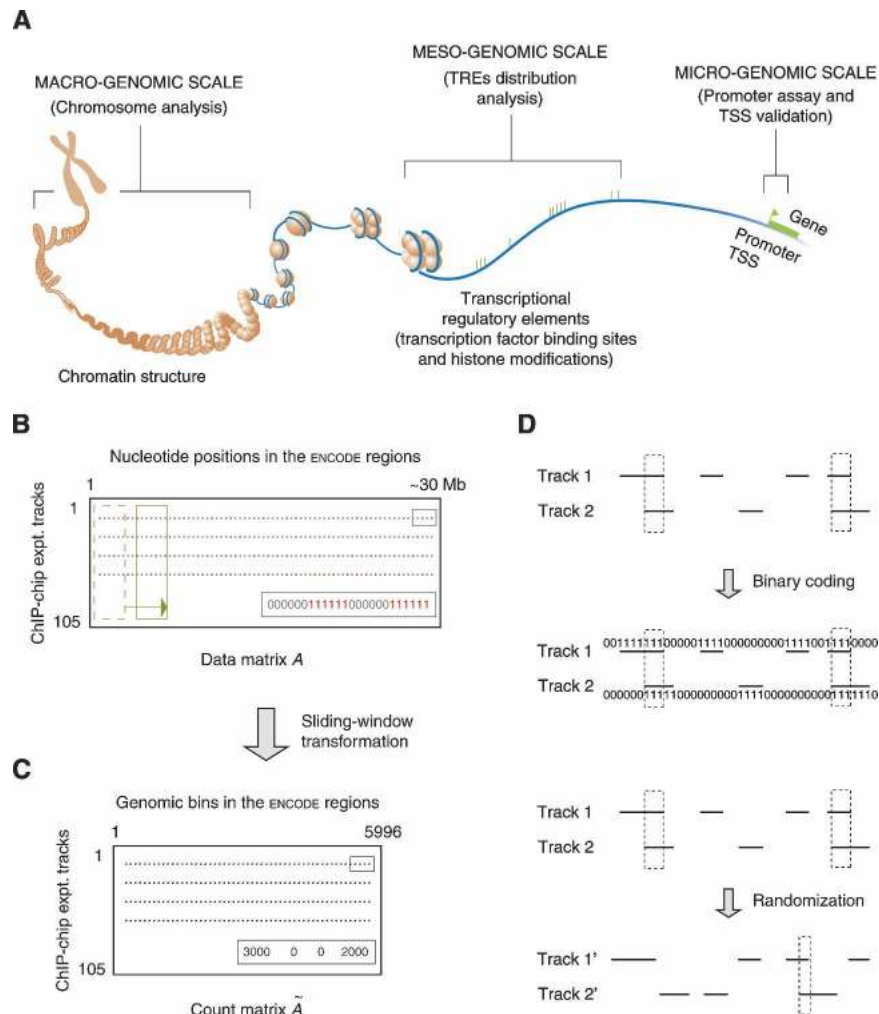 A
MACRO-GENOMIC SCALE
(Chromosome analysis)
MESO-GENOMIC SCALE
(TREs distribution
analysis)
MICRO-GENOMIC SCALE
(Promoter assay and
TSS validation)
Gene
Promoter
TSS
Transcriptional
regulatory elements
(transcription factor binding sites
and histone modifications)
Chromatin structure
B
Nucleotide positions in the ENCODE regions
1
~30 Mb
1
ChIP-chip expt. tracks
000000111111000000111111
105
Data matrix A
Sliding-window
transformation
C
Genomic bins in the ENCODE regions
1
5996
1
ChIP-chip expt. tracks
3000 0 0 2000
105
Count matrix Ã
D
Track 1
Track 2
Binary coding
Track 1
Track 2
Track 1
Track 2
Randomization
Track 1'
Track 2'